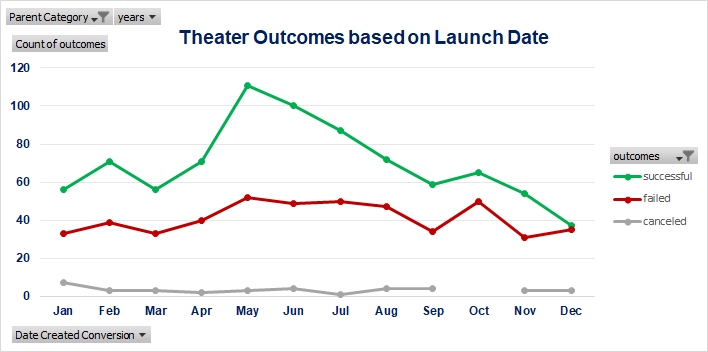 Parent Category years
Theater Outcomes based on Launch Date
Count of outcomes
120
100
80
60
40
20
0
Jan Feb Mar Apr May Jun Jul Aug Sep Oct Nov Dec
outcomes
successful
failed
canceled
Date Created Conversion